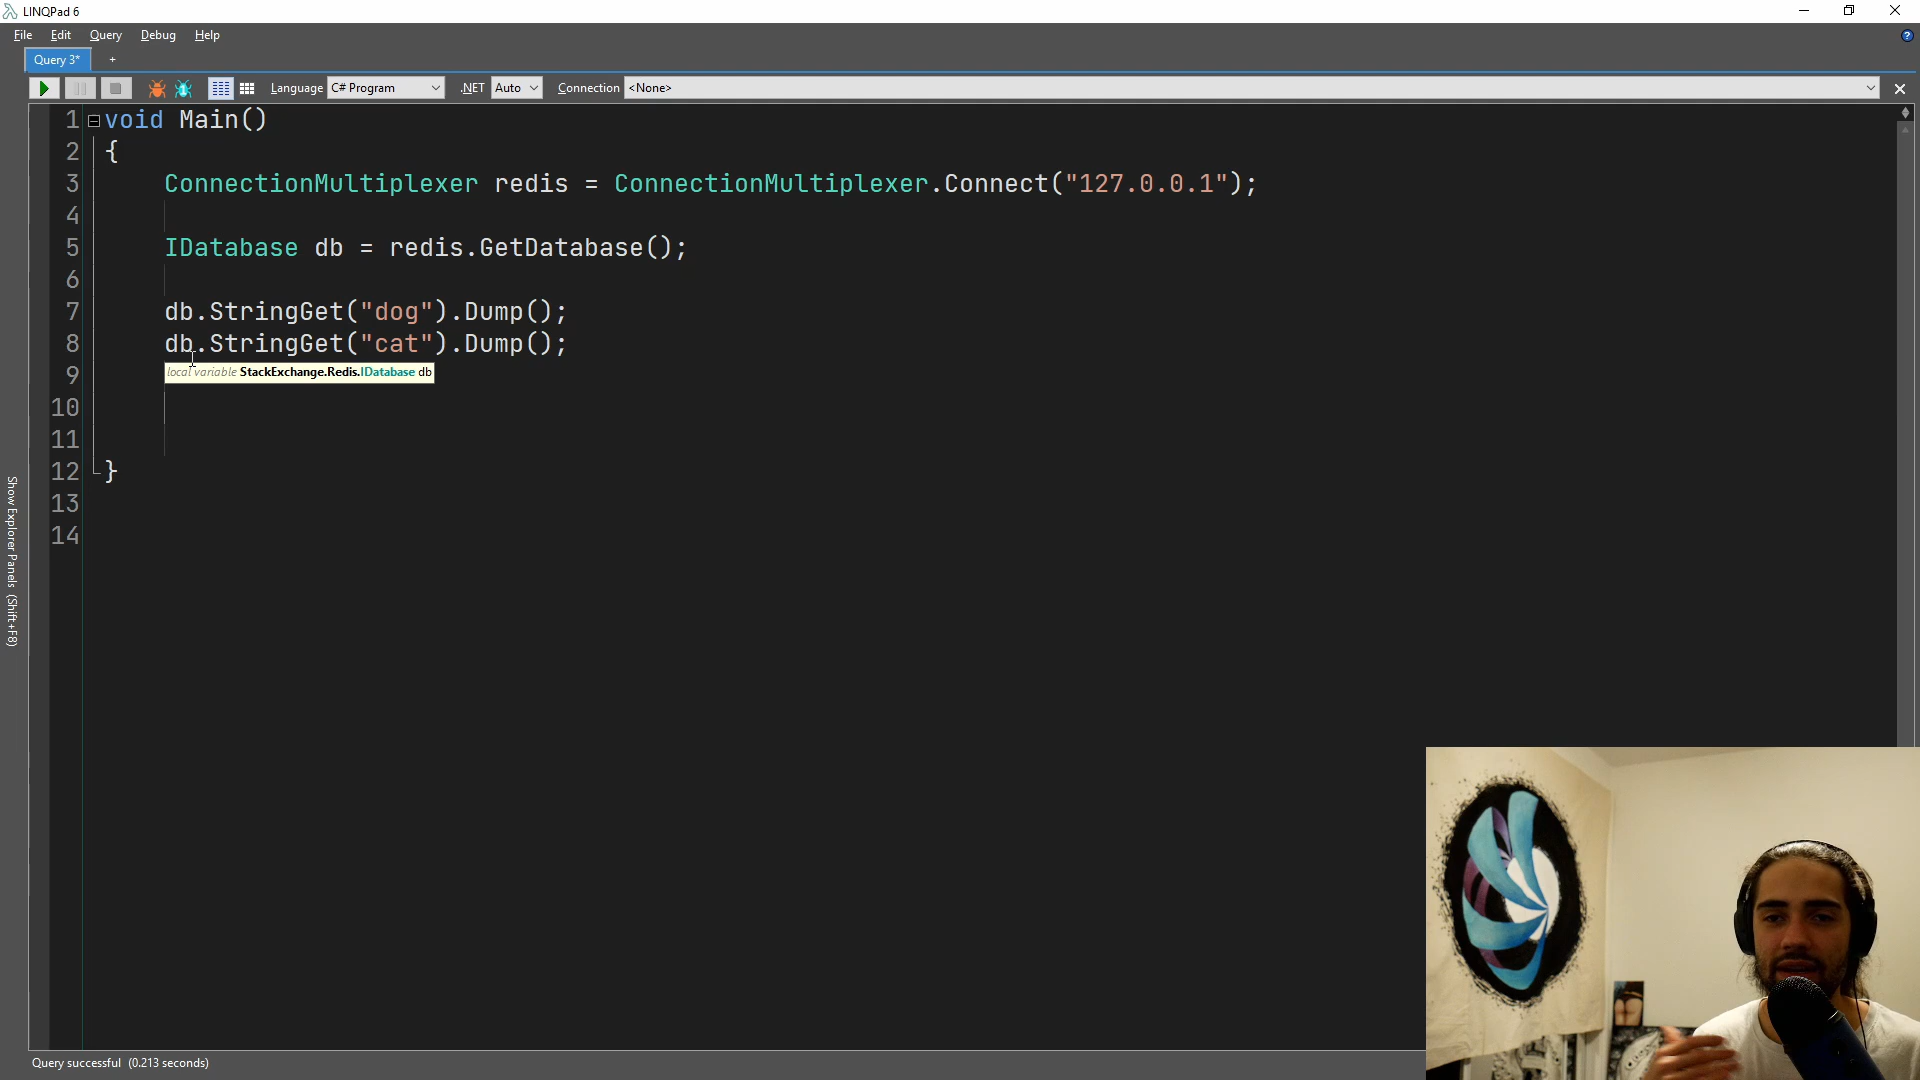 LINQPad 6
File Edit Query Debug Help
?
Query 3* +
Language C# Program .NET Auto Connection <None>
1 void Main()
2 {
3 ConnectionMultiplexer redis = ConnectionMultiplexer.Connect("127.0.0.1");
4
5 IDatabase db = redis.GetDatabase();
6
7 db.StringGet("dog").Dump();
8 db.StringGet("cat").Dump();
9 local variable StackExchange.Redis.IDatabase db
10
11
12 }
13
14
Show Explorer Panels (Shift+F8)
Query successful (0.213 seconds)